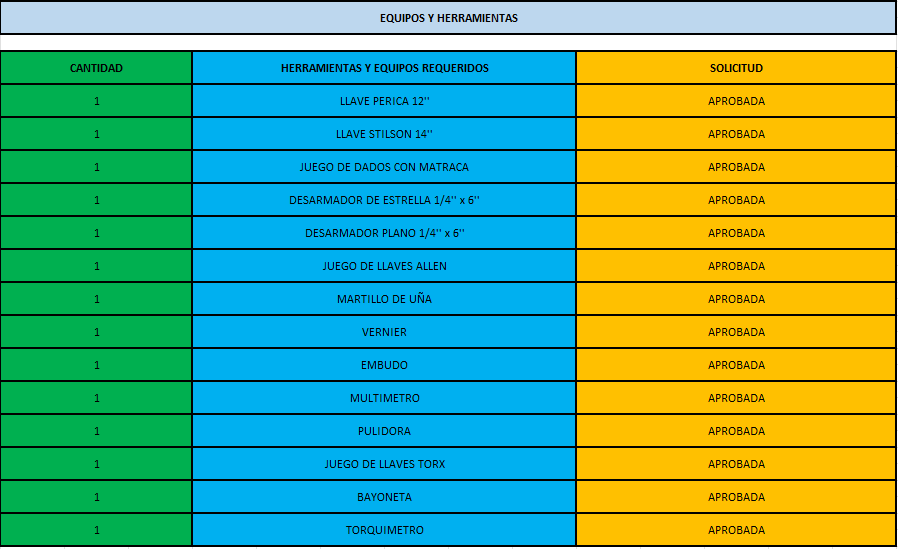 EQUIPOS Y HERRAMIENTAS
CANTIDAD HERRAMIENTAS Y EQUIPOS REQUERIDOS SOLICITUD
1 LLAVE PERICA 12'' APROBADA
1 LLAVE STILSON 14'' APROBADA
1 JUEGO DE DADOS CON MATRACA APROBADA
1 DESARMADOR DE ESTRELLA 1/4'' x 6'' APROBADA
1 DESARMADOR PLANO 1/4'' x 6'' APROBADA
1 JUEGO DE LLAVES ALLEN APROBADA
1 MARTILLO DE UÑA APROBADA
1 VERNIER APROBADA
1 EMBUDO APROBADA
1 MULTIMETRO APROBADA
1 PULIDORA APROBADA
1 JUEGO DE LLAVES TORX APROBADA
1 BAYONETA APROBADA
1 TORQUIMETRO APROBADA